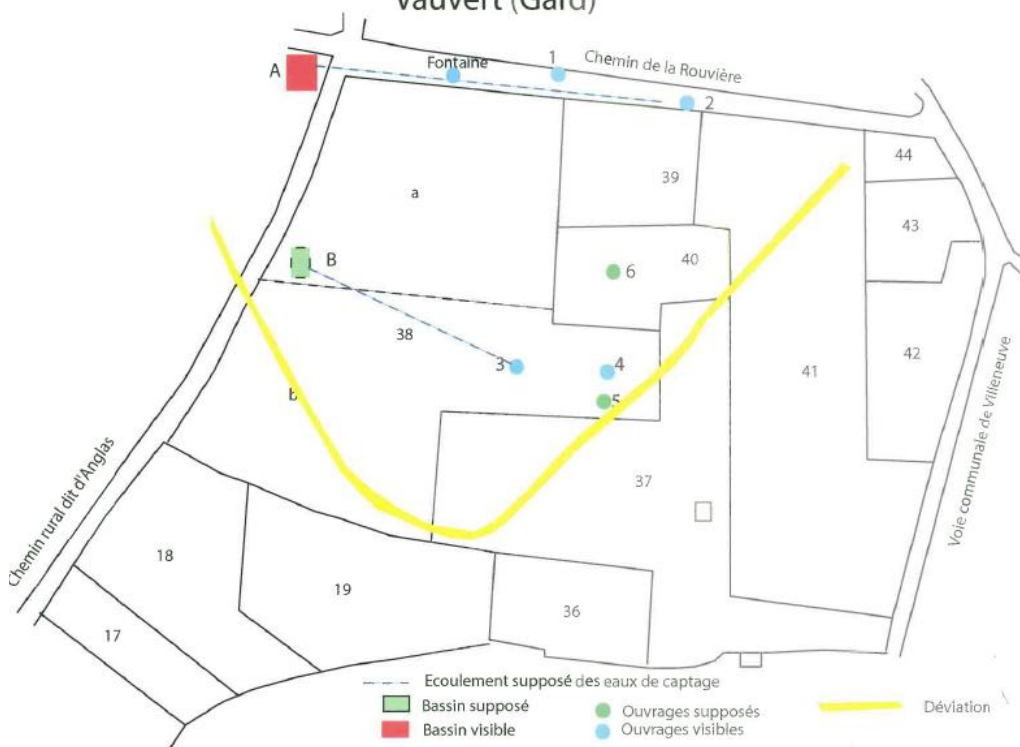 Vauvert (Gard)
Chemin de la Rouvière
A
Fontaine
1
2
44
39
a
43
B
6
40
38
3
4
42
41
b
5
37
Chemin rural dit d'Anglas
Voie communale de Villeneuve
18
19
36
17
Ecoulement supposé des eaux de captage
Bassin supposé
Ouvrages supposés
Déviation
Bassin visible
Ouvrages visibles